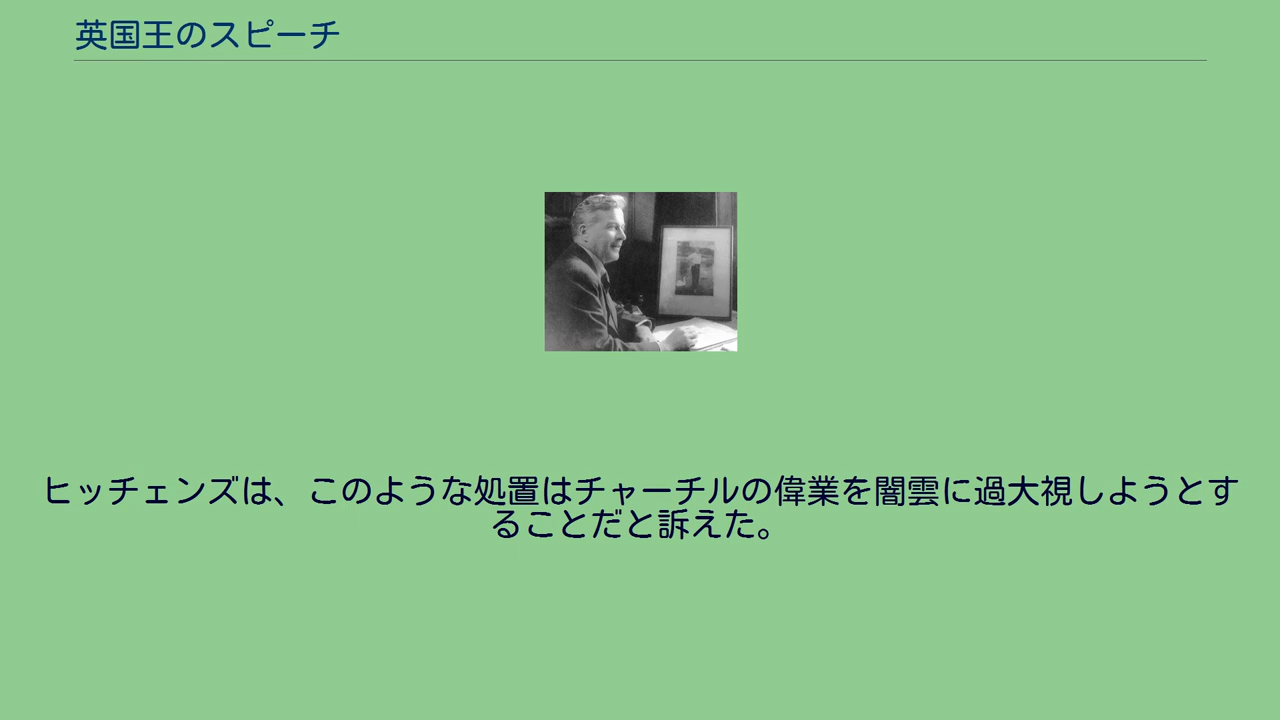 英国王のスピーチ
ヒッチェンズは、このような処置はチャーチルの偉業を闇雲に過大視しようとす
ることだと訴えた。